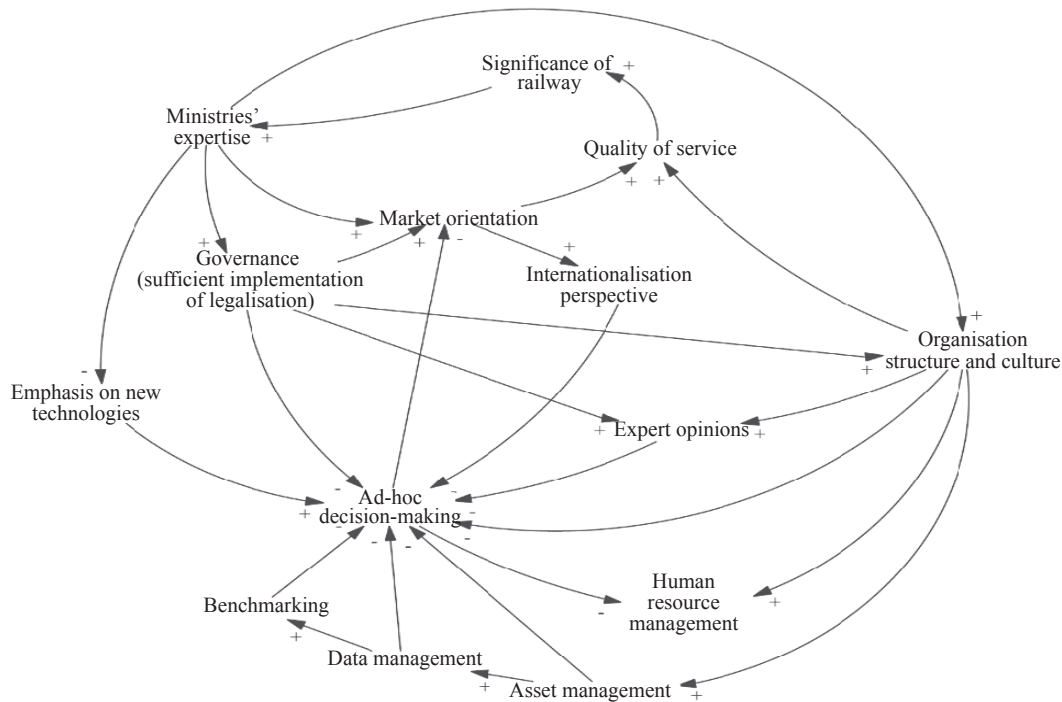 Significance of +
railway
Ministries’
expertise +
Quality of service
+ +
Market orientation
+ + -
+
+
Governance
(sufficient implementation
of legalisation)
Internationalisation
perspective
+
Organisation
structure and culture
+
-
Emphasis on new
technologies
+ Expert opinions +
- -
Ad-hoc
+ decision-making -
- - - -
Human
resource
management
- +
Benchmarking
+
Data management
+
Asset management +